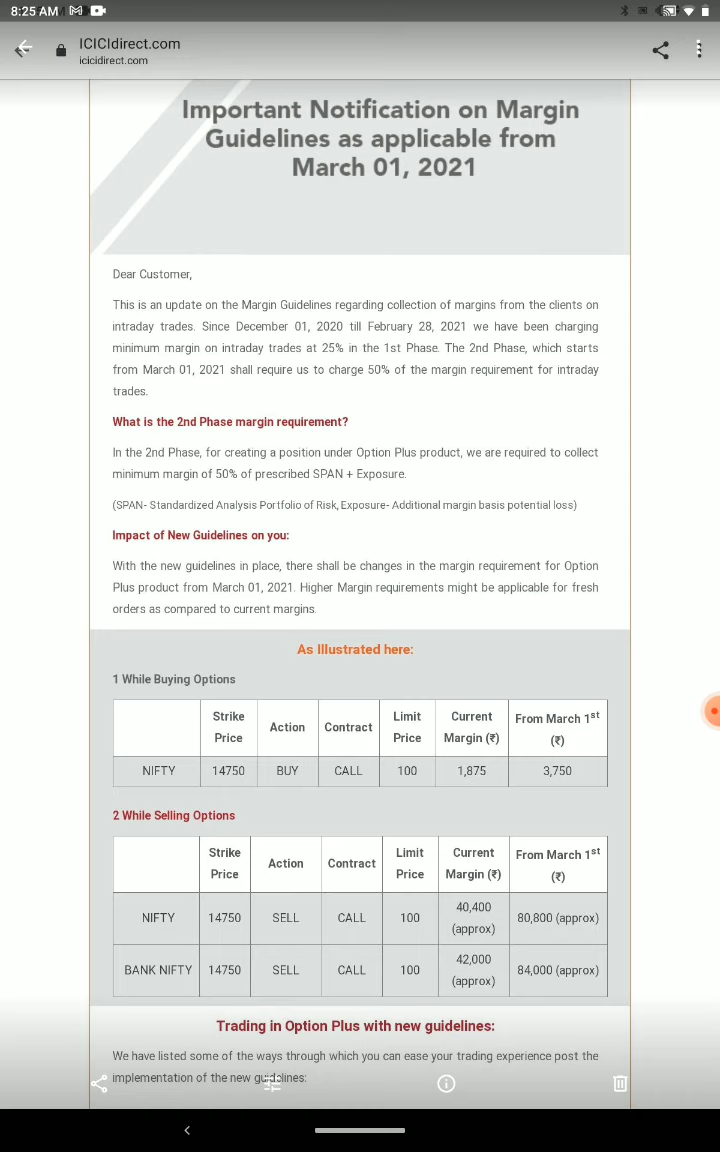 8:25 AM
ICICIdirect.com
icicidirect.com
Important Notification on Margin
Guidelines as applicable from
March 01, 2021
Dear Customer,
This is an update on the Margin Guidelines regarding collection of margins from the clients on
intraday trades. Since December 01, 2020 till February 28, 2021 we have been charging
minimum margin on intraday trades at 25% in the 1st Phase. The 2nd Phase, which starts
from March 01, 2021 shall require us to charge 50% of the margin requirement for intraday
trades.
What is the 2nd Phase margin requirement?
In the 2nd Phase, for creating a position under Option Plus product, we are required to collect
minimum margin of 50% of prescribed SPAN + Exposure.
(SPAN- Standardized Analysis Portfolio of Risk, Exposure- Additional margin basis potential loss)
Impact of New Guidelines on you:
With the new guidelines in place, there shall be changes in the margin requirement for Option
Plus product from March 01, 2021. Higher Margin requirements might be applicable for fresh
orders as compared to current margins.
As Illustrated here:
1 While Buying Options
Strike Price Action Contract Limit Price Current Margin (₹) From March 1st (₹)
NIFTY 14750 BUY CALL 100 1,875 3,750
2 While Selling Options
Strike Price Action Contract Limit Price Current Margin (₹) From March 1st (₹)
NIFTY 14750 SELL CALL 100 40,400 (approx) 80,800 (approx)
BANK NIFTY 14750 SELL CALL 100 42,000 (approx) 84,000 (approx)
Trading in Option Plus with new guidelines:
We have listed some of the ways through which you can ease your trading experience post the
implementation of the new guidelines: